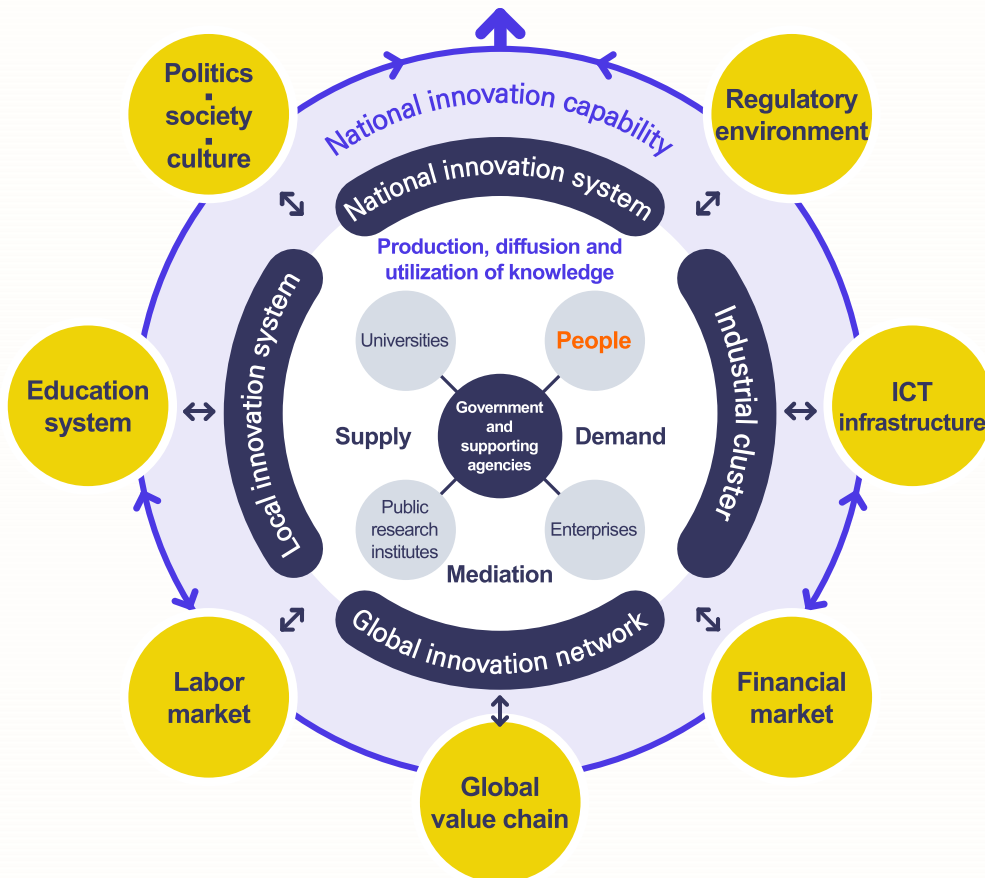 Politics
·
society
·
culture
Regulatory
environment
National innovation capability
National innovation system
Production, diffusion and
utilization of knowledge
Local innovation system
Industrial cluster
Universities
People
Education
system
Government
and
supporting
agencies
ICT
infrastructure
Supply
Demand
Public
research
institutes
Enterprises
Mediation
Global innovation network
Labor
market
Financial
market
Global
value chain